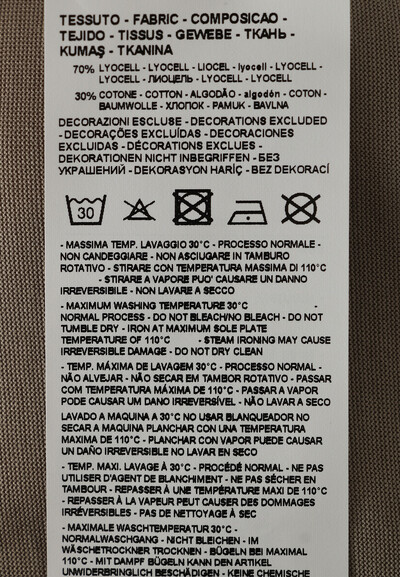 TESSUTO - FABRIC - COMPOSICAO -
TEJIDO - TISSUS - GEWEBE - ТКАНЬ -
KUMAŞ - TKANINA
70% LYOCELL - LYOCELL - LIOCEL - lyocell - LYOCELL -
LYOCELL - ЛИОЦЕЛЬ - LYOCELL - LYOCELL
30% COTONE - COTTON - ALGODÃO - algodón - COTON -
BAUMWOLLE - ХЛОПОК - PAMUK - BAVLNA
DECORAZIONI ESCLUSE - DECORATIONS EXCLUDED
- DECORAÇÕES EXCLUÍDAS - DECORACIONES
EXCLUIDAS - DÉCORATIONS EXCLUES -
DEKORATIONEN NICHT INBEGRIFFEN - БЕЗ
УКРАШЕНИЙ - DEKORASYON HARİÇ - BEZ DEKORACÍ
30
- MASSIMA TEMP. LAVAGGIO 30°C - PROCESSO NORMALE -
NON CANDEGGIARE - NON ASCIUGARE IN TAMBURO
ROTATIVO - STIRARE CON TEMPERATURA MASSIMA DI 110°C
- STIRARE A VAPORE PUO' CAUSARE UN DANNO
IRREVERSIBILE - NON LAVARE A SECCO
- MAXIMUM WASHING TEMPERATURE 30°C -
NORMAL PROCESS - DO NOT BLEACH/NO BLEACH - DO NOT
TUMBLE DRY - IRON AT MAXIMUM SOLE PLATE
TEMPERATURE OF 110°C - STEAM IRONING MAY CAUSE
IRREVERSIBLE DAMAGE - DO NOT DRY CLEAN
- TEMP. MÁXIMA DE LAVAGEM 30°C - PROCESSO NORMAL -
NÃO ALVEJAR - NÃO SECAR EM TAMBOR ROTATIVO - PASSAR
COM TEMPERATURA MÁXIMA DE 110°C - PASSAR A VAPOR
PODE CAUSAR UM DANO IRREVERSÍVEL - NÃO LAVAR A SECO
LAVADO A MAQUINA A 30°C NO USAR BLANQUEADOR NO
SECAR A MAQUINA PLANCHAR CON UNA TEMPERATURA
MAXIMA DE 110°C - PLANCHAR CON VAPOR PUEDE CAUSAR
UN DAÑO IRREVERSIBLE NO LAVAR EN SECO
- TEMP. MAXI. LAVAGE À 30°C - PROCÉDÉ NORMAL - NE PAS
UTILISER D'AGENT DE BLANCHIMENT - NE PAS SÉCHER EN
TAMBOUR - REPASSER À UNE TEMPÉRATURE MAXI DE 110°C
- REPASSER À LA VAPEUR PEUT CAUSER DES DOMMAGES
IRRÉVERSIBLES - PAS DE NETTOYAGE À SEC
- MAXIMALE WASCHTEMPERATUR 30°C -
NORMALWASCHGANG - NICHT BLEICHEN - IM
WÄSCHETROCKNER TROCKNEN - BÜGELN BEI MAXIMAL
110°C - MIT DAMPF BÜGELN KANN DEN ARTIKEL
UNWIDERBRINGLICH BESCHÄDIGEN - KEINE CHEMISCHE